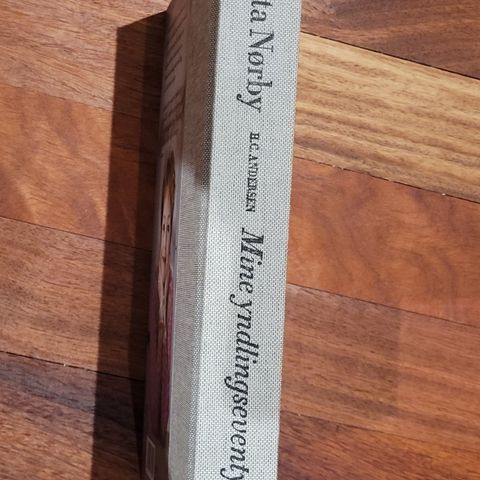 ta Nørby
H.C. ANDERSEN
Mine yndlingseventy